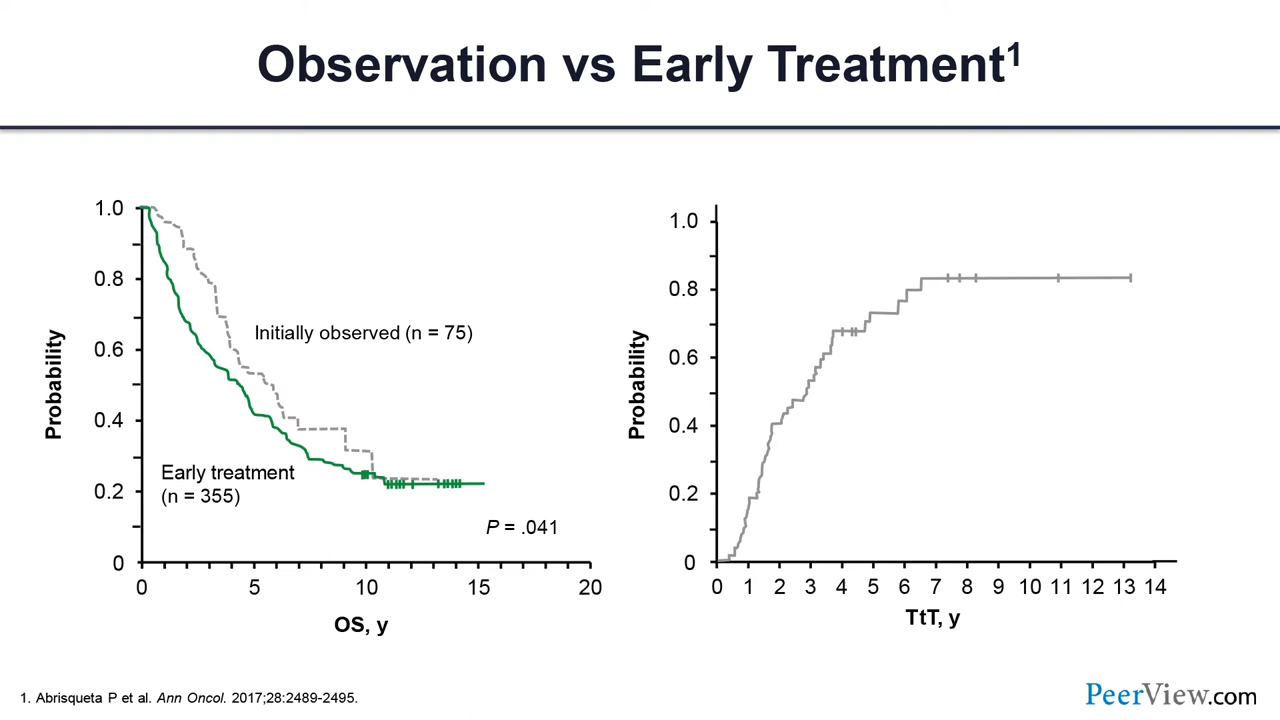 Observation vs Early Treatment¹
1.0
0.8
0.6
0.4
0.2
0
Probability
Initially observed (n = 75)
Early treatment
(n = 355)
P = .041
0 5 10 15 20
OS, y
1.0
0.8
0.6
0.4
0.2
0
Probability
0 1 2 3 4 5 6 7 8 9 10 11 12 13 14
TtT, y
1. Abrisqueta P et al. Ann Oncol. 2017;28:2489-2495.
PeerView.com